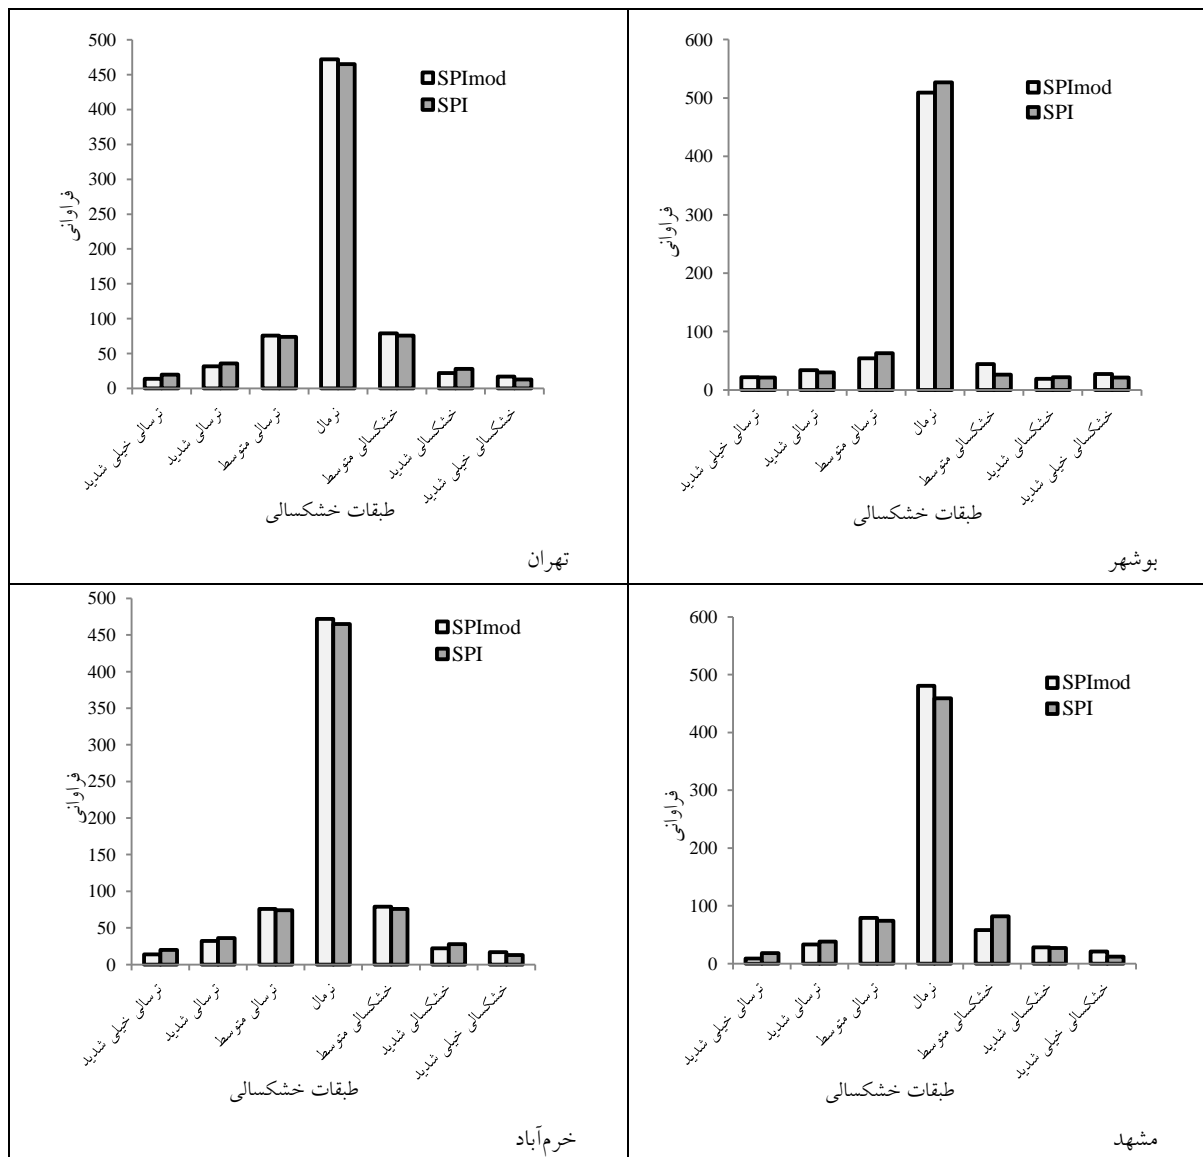 500
450
400
350
300
250
200
150
100
50
0
فراوانی
SPImod
SPI
ترسالی خیلی شدید
ترسالی شدید
ترسالی متوسط
نرمال
خشکسالی متوسط
خشکسالی شدید
خشکسالی خیلی شدید
طبقات خشکسالی
تهران
600
500
400
300
200
100
0
فراوانی
SPImod
SPI
ترسالی خیلی شدید
ترسالی شدید
ترسالی متوسط
نرمال
خشکسالی متوسط
خشکسالی شدید
خشکسالی خیلی شدید
طبقات خشکسالی
بوشهر
500
450
400
350
300
250
200
150
100
50
0
فراوانی
SPImod
SPI
ترسالی خیلی شدید
ترسالی شدید
ترسالی متوسط
نرمال
خشکسالی متوسط
خشکسالی شدید
خشکسالی خیلی شدید
طبقات خشکسالی
خرم‌آباد
600
500
400
300
200
100
0
فراوانی
SPImod
SPI
ترسالی خیلی شدید
ترسالی شدید
ترسالی متوسط
نرمال
خشکسالی متوسط
خشکسالی شدید
خشکسالی خیلی شدید
طبقات خشکسالی
مشهد